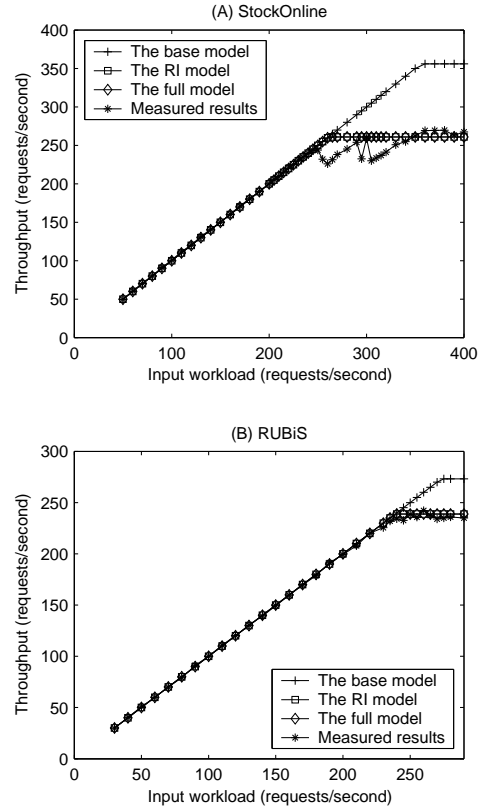 (A) StockOnline
400
350
300
250
200
150
100
50
0
Throughput (requests/second)
The base model
The RI model
The full model
Measured results
0 100 200 300 400
Input workload (requests/second)
(B) RUBiS
300
250
200
150
100
50
0
Throughput (requests/second)
The base model
The RI model
The full model
Measured results
0 50 100 150 200 250
Input workload (requests/second)